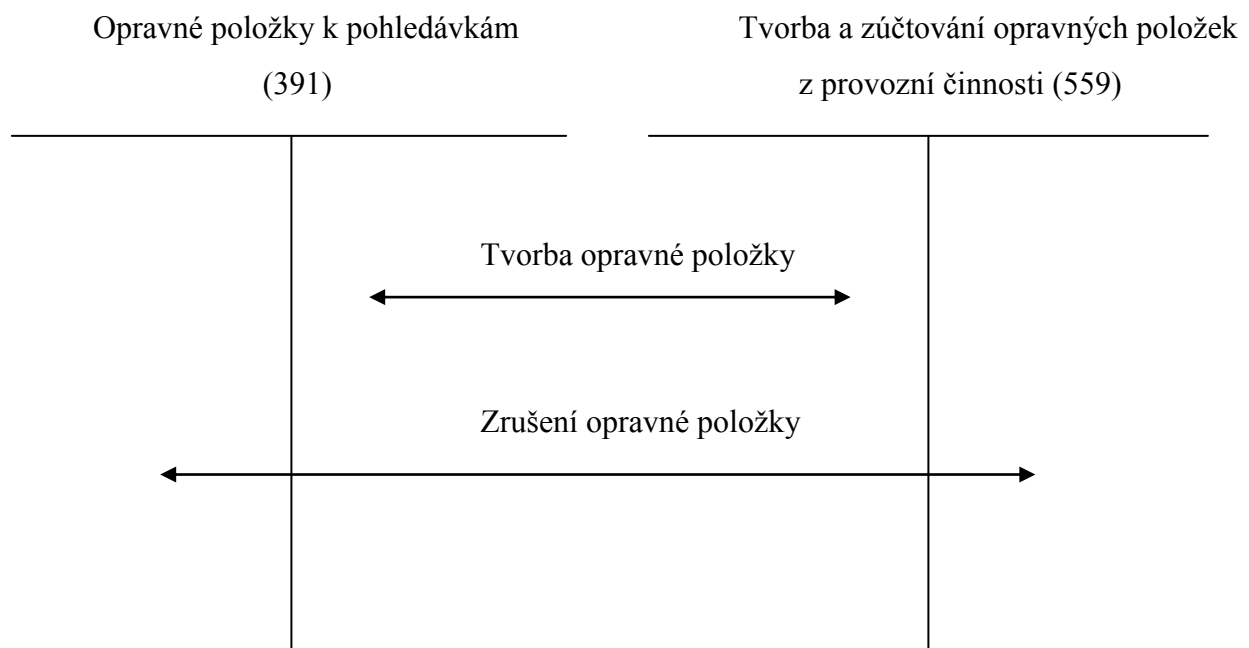 Opravné položky k pohledávkám
(391)
Tvorba a zúčtování opravných položek
z provozní činnosti (559)
Tvorba opravné položky
Zrušení opravné položky